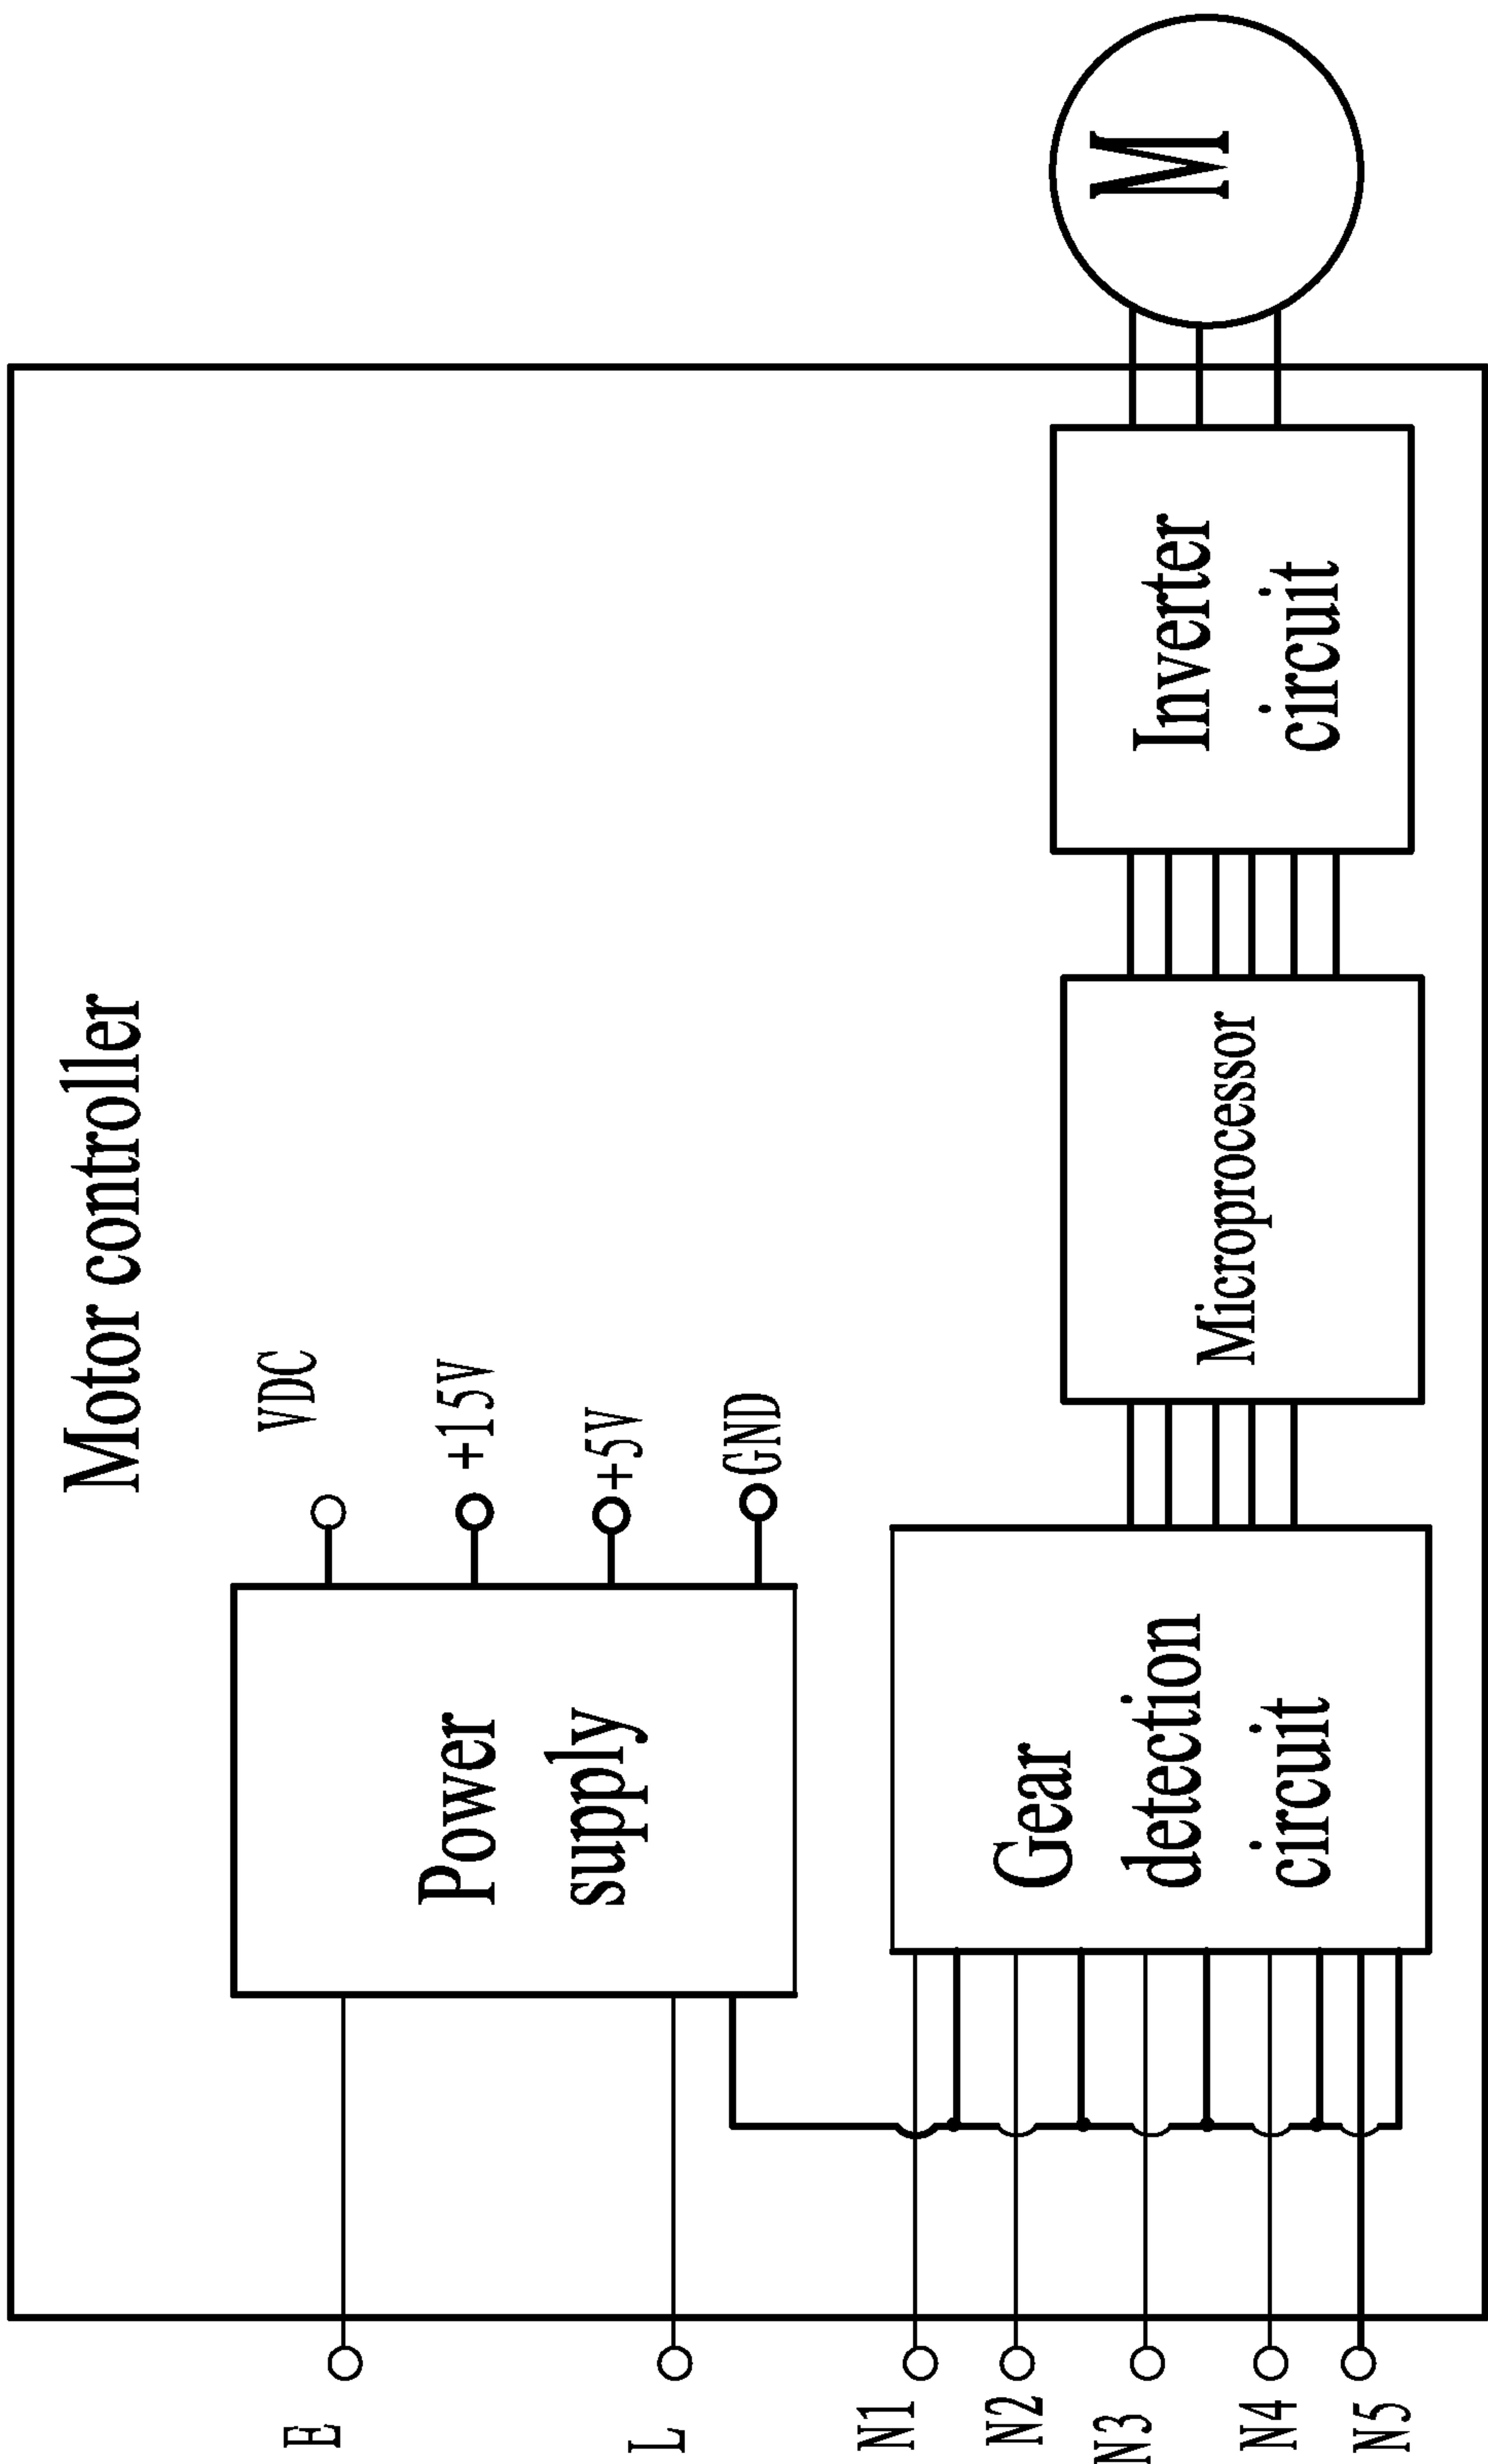 Motor controller
E
L
Power
supply
VDC
+15V
+5V
GND
N1
N2
N3
N4
N5
Gear
detection
circuit
Microprocessor
Inverter
circuit
M